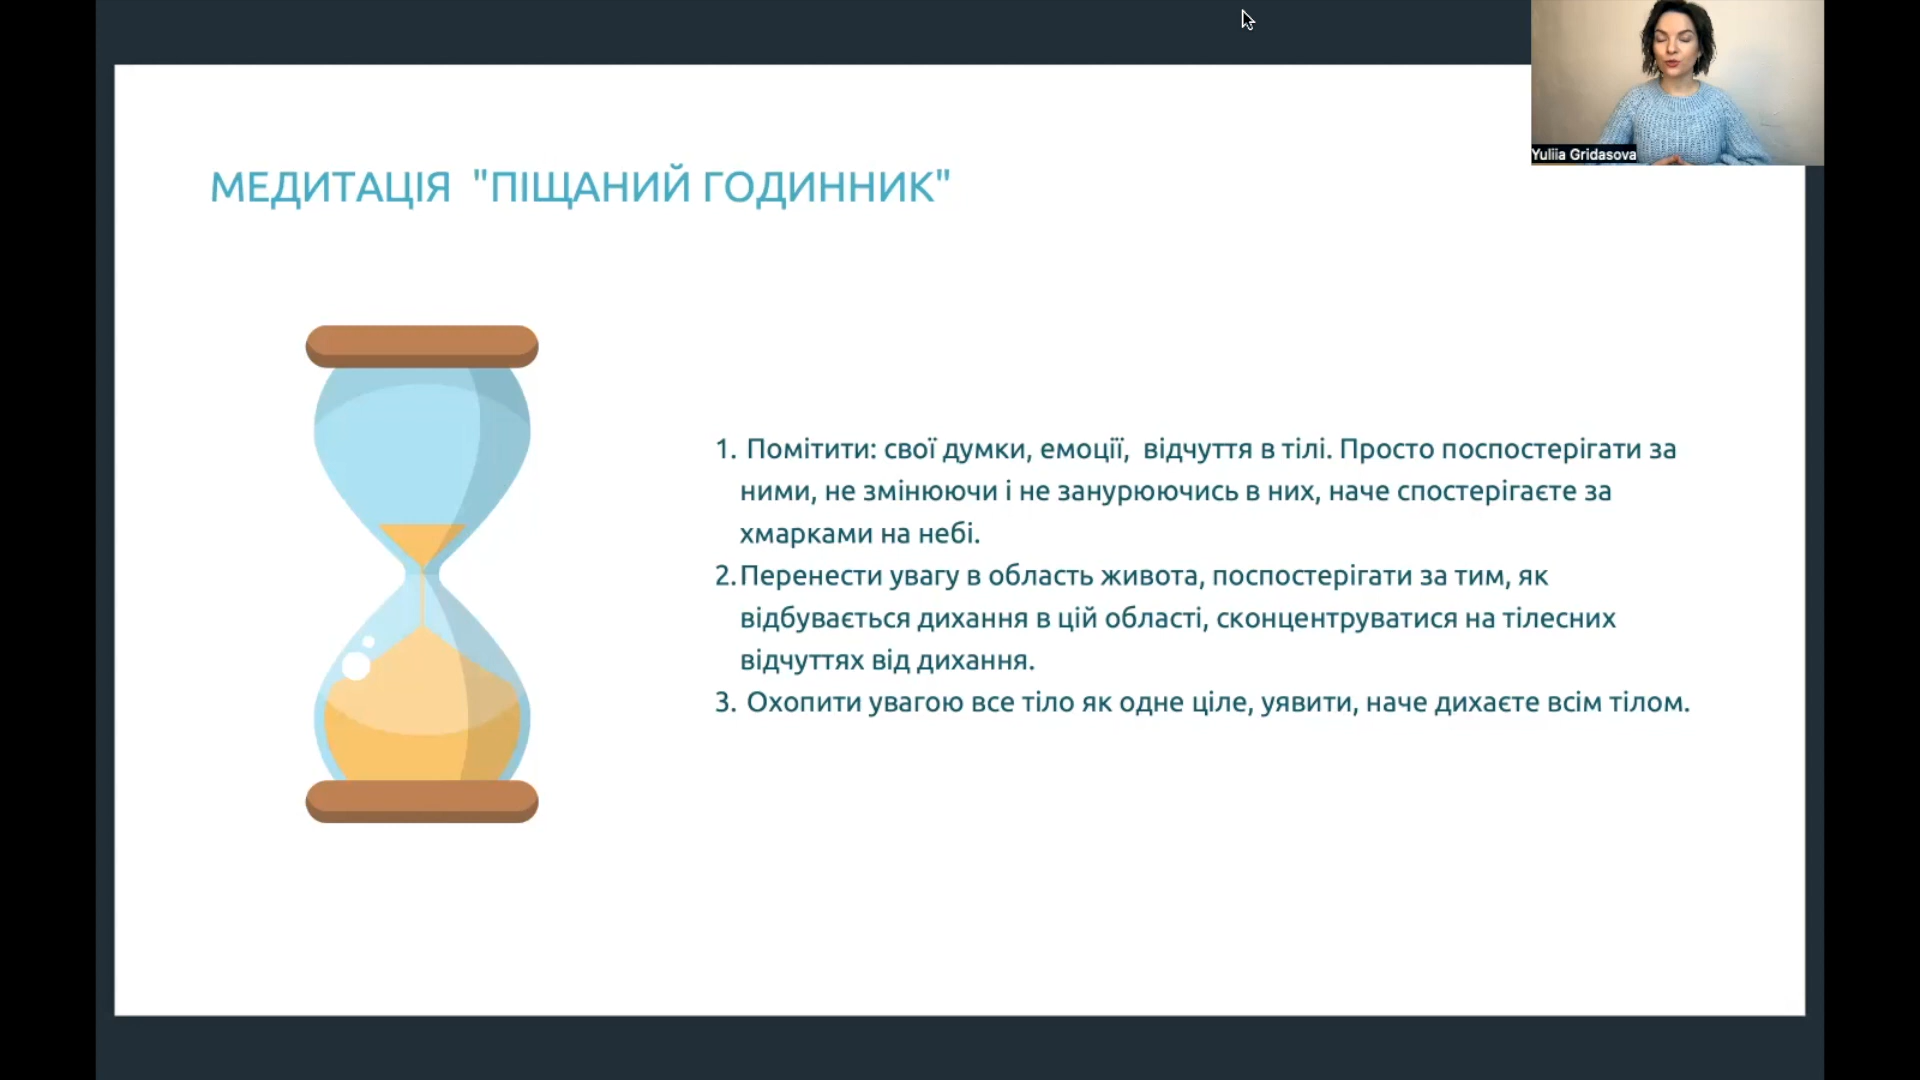 Yuliia Gridasova
МЕДИТАЦІЯ "ПІЩАНИЙ ГОДИННИК"
1. Помітити: свої думки, емоції, відчуття в тілі. Просто поспостерігати за
ними, не змінюючи і не занурюючись в них, наче спостерігаєте за
хмарками на небі.
2. Перенести увагу в область живота, поспостерігати за тим, як
відбувається дихання в цій області, сконцентруватися на тілесних
відчуттях від дихання.
3. Охопити увагою все тіло як одне ціле, уявити, наче дихаєте всім тілом.